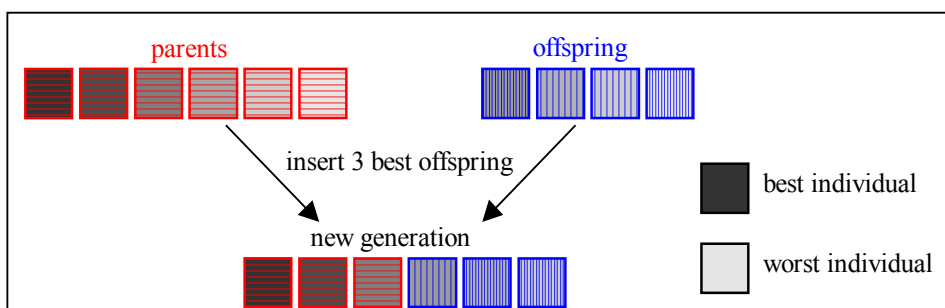 parents
offspring
insert 3 best offspring
best individual
new generation
worst individual